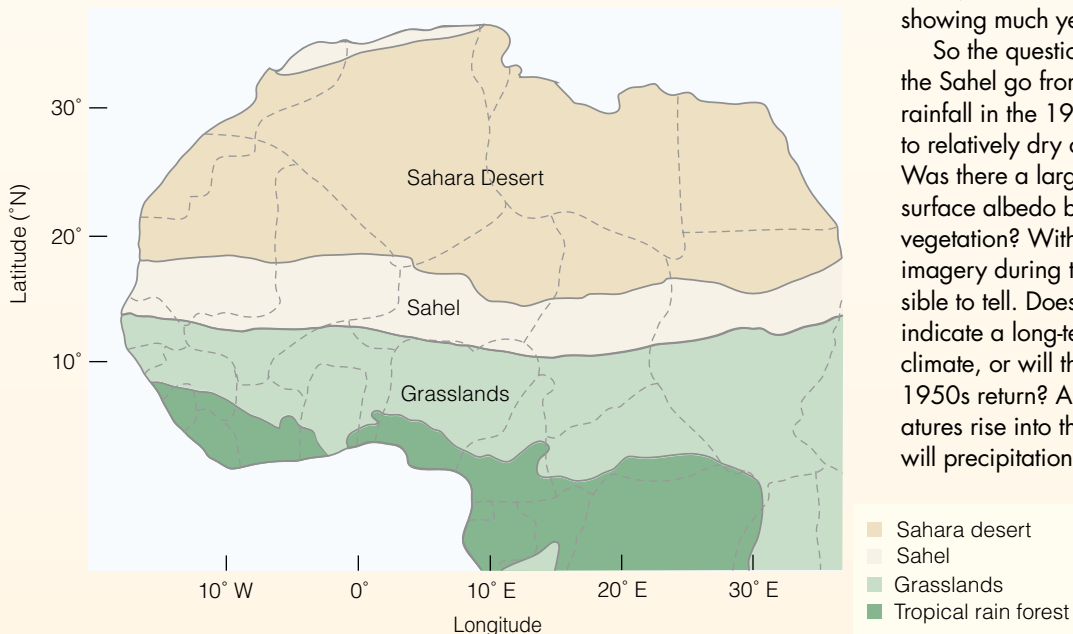 30˚
20˚
10˚
Latitude (˚N)
Sahara Desert
Sahel
Grasslands
10˚ W
0˚
10˚ E
20˚ E
30˚ E
Longitude
showing much ye
So the questio
the Sahel go from
rainfall in the 19
to relatively dry
Was there a larg
surface albedo b
vegetation? With
imagery during t
sible to tell. Does
indicate a long-te
climate, or will th
1950s return? A
atures rise into th
will precipitation
Sahara desert
Sahel
Grasslands
Tropical rain forest